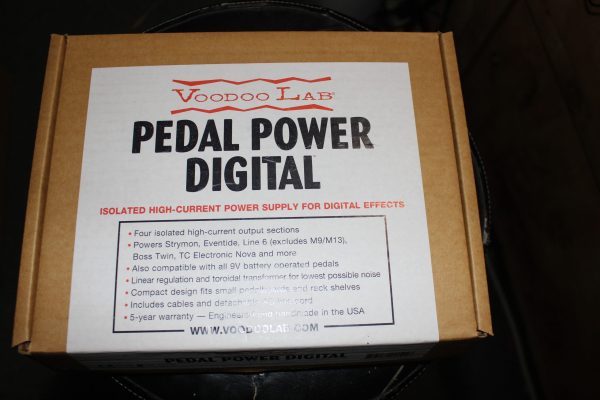 VOODOO LAB®
PEDAL POWER
DIGITAL
ISOLATED HIGH-CURRENT POWER SUPPLY FOR DIGITAL EFFECTS
• Four isolated high-current output sections
• Powers Strymon, Eventide, Line 6 (excludes M9/M13),
Boss Twin, TC Electronic Nova and more
• Also compatible with all 9V battery operated pedals
• Linear regulation and toroidal transformer for lowest possible noise
• Compact design fits small pedalboards and rack shelves
• Includes cables and detachable AC line cord
• 5-year warranty — Engineered and handmade in the USA
WWW.VOODOOLAB.COM
PEDAL POWER DIGITAL